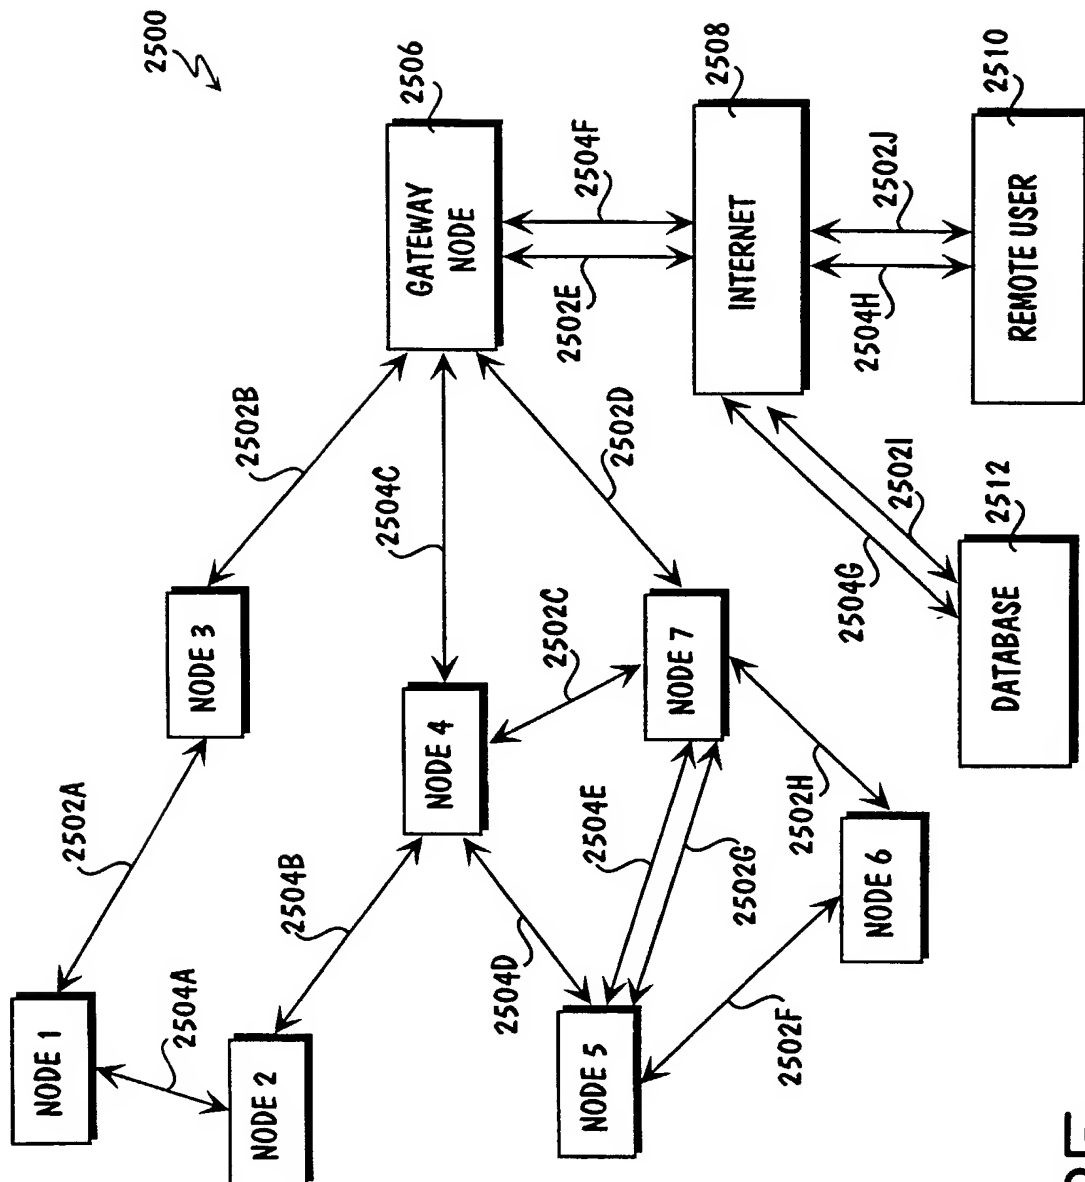 2500
NODE 1
2502A
NODE 3
2502B
GATEWAY
NODE
2506
2504A
NODE 2
2504B
NODE 4
2504C
2502E
2504F
2504D
2502C
2502D
INTERNET
2508
NODE 5
2504E
2502G
NODE 7
2504H
2502J
2502F
NODE 6
2502H
2504G
2502I
DATABASE
2512
REMOTE USER
2510